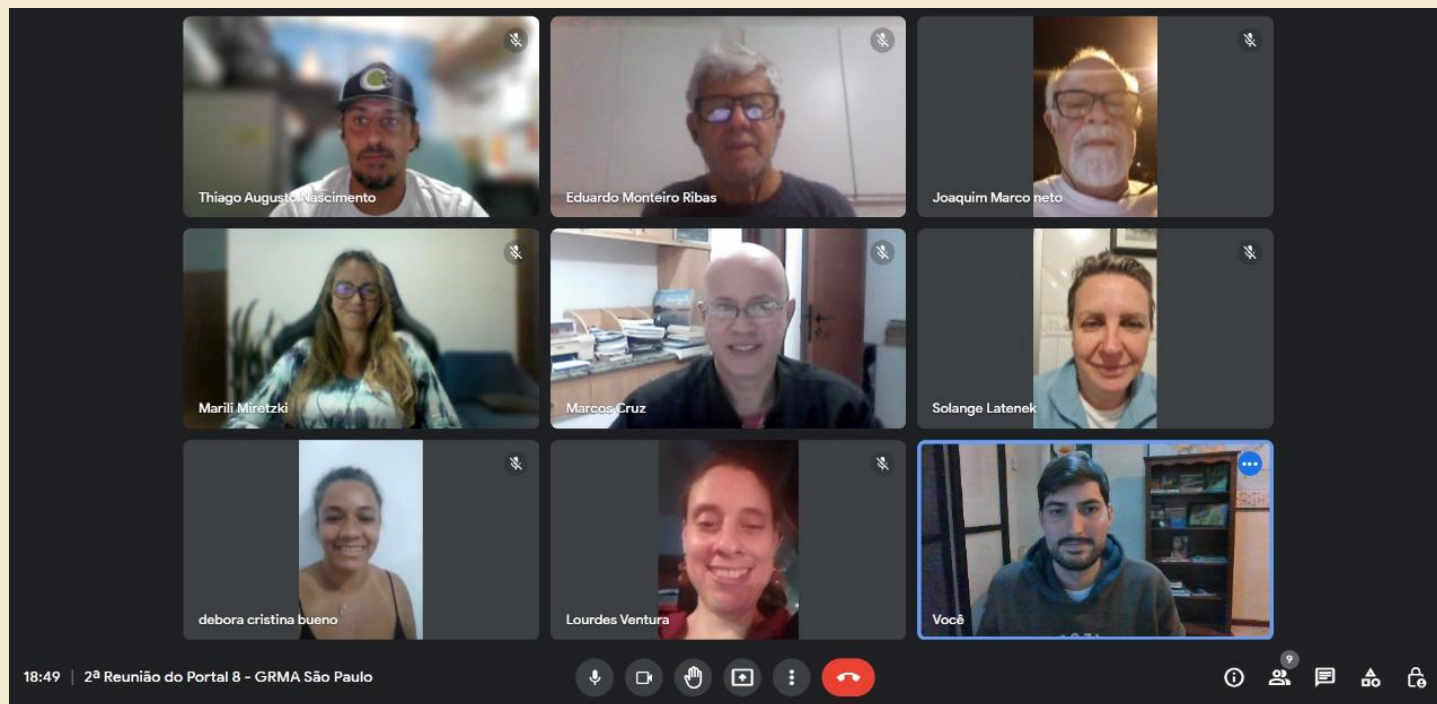 Thiago Augusto Nascimento
Eduardo Monteiro Ribas
Joaquim Marco neto
Marili Miretzki
Marcos Cruz
Solange Latenek
debora cristina bueno
Lourdes Ventura
Você
18:49 | 2ª Reunião do Portal 8 - GRMA São Paulo
9